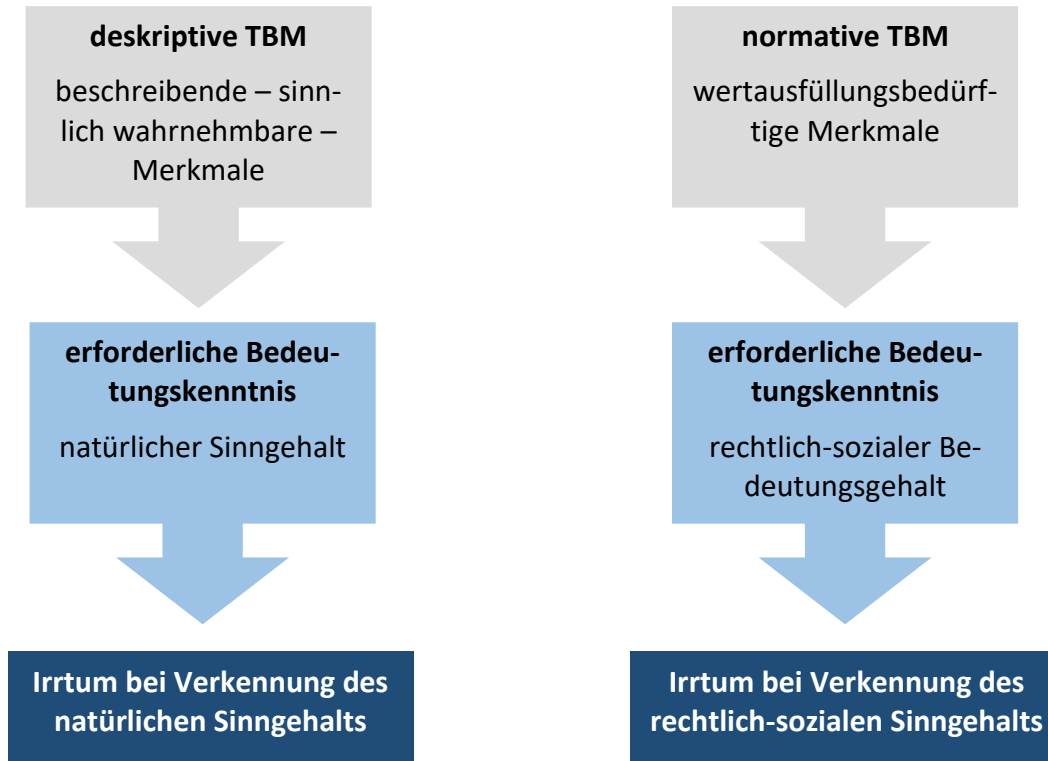 deskriptive TBM
beschreibende – sinn-
lich wahrnehmbare –
Merkmale
erforderliche Bedeu-
tungskenntnis
natürlicher Sinngehalt
Irrtum bei Verkennung des
natürlichen Sinngehalts
normative TBM
wertausfüllungsbedürf-
tige Merkmale
erforderliche Bedeu-
tungskenntnis
rechtlich-sozialer Be-
deutungsgehalt
Irrtum bei Verkennung des
rechtlich-sozialen Sinngehalts